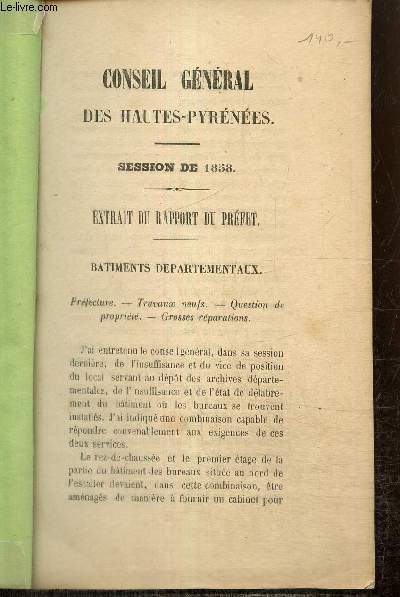 Le-livre.com
140,-
CONSEIL GÉNÉRAL
DES HAUTES-PYRÉNÉES.
SESSION DE 1858.
EXTRAIT DU RAPPORT DU PRÉFET.
BATIMENTS DEPARTEMENTAUX.
Préfecture. — Travaux neufs. — Question de
propriété. — Grosses réparations.
J'ai entretenu le conseil général, dans sa session
dernière, de l'insuffisance et du vice de position
du local servant au dépôt des archives départe-
mentales, de l'insuffisance et de l'état de délabre-
ment du bâtiment où les bureaux se trouvent
installés. J'ai indiqué une combinaison capable de
répondre convenablement aux exigences de ces
deux services.
Le rez-de-chaussée et le premier étage de la
partie du bâtiment des bureaux située au nord de
l'escalier devaient, dans cette combinaison, être
aménagés de manière à fournir un cabinet pour